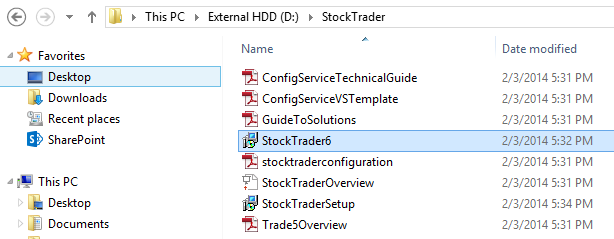 This PC ▸ External HDD (D:) ▸ StockTrader
Favorites
Desktop
Downloads
Recent places
SharePoint
This PC
Desktop
Documents
Name Date modified
ConfigServiceTechnicalGuide 2/3/2014 5:31 PM
ConfigServiceVSTemplate 2/3/2014 5:31 PM
GuideToSolutions 2/3/2014 5:31 PM
StockTrader6 2/3/2014 5:32 PM
stocktraderconfiguration 2/3/2014 5:31 PM
StockTraderOverview 2/3/2014 5:31 PM
StockTraderSetup 2/3/2014 5:34 PM
Trade5Overview 2/3/2014 5:31 PM